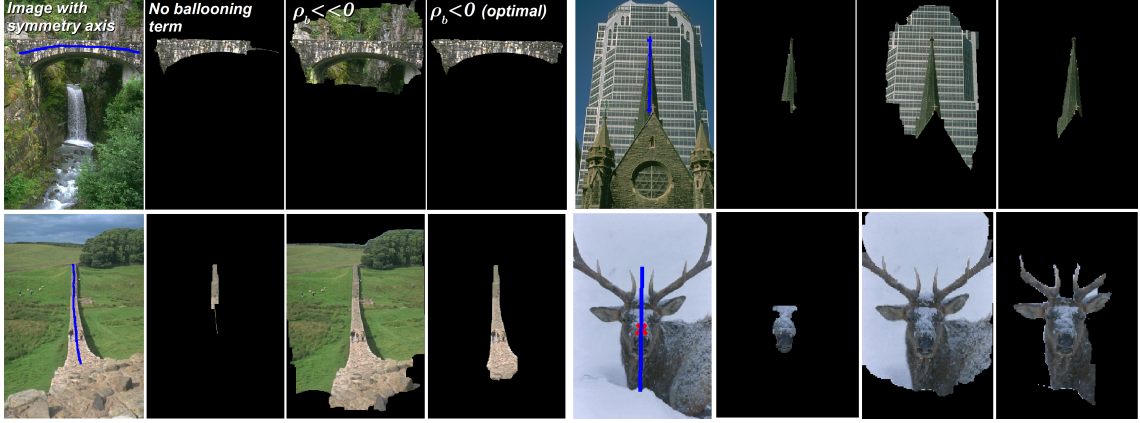 Image with
symmetry axis
No ballooning
term
ρb<<0
ρb<0 (optimal)